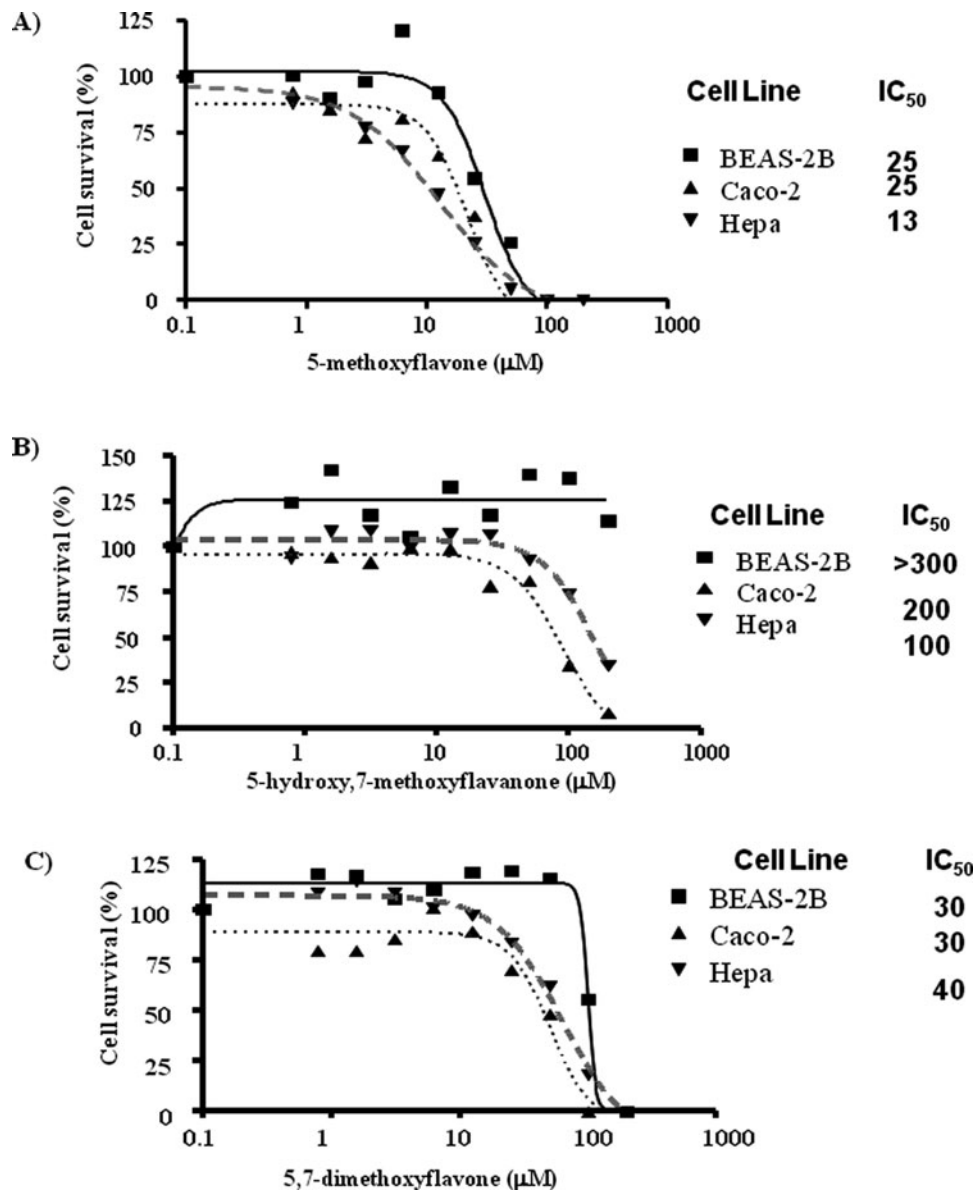 A)
Cell survival (%)
125
100
75
50
25
0
0.1 1 10 100 1000
5-methoxyflavone (μM)
Cell Line IC50
BEAS-2B 25
Caco-2 25
Hepa 13
B)
Cell survival (%)
150
125
100
75
50
25
0
0.1 1 10 100 1000
5-hydroxy,7-methoxyflavanone (μM)
Cell Line IC50
BEAS-2B >300
Caco-2 200
Hepa 100
C)
Cell survival (%)
125
100
75
50
25
0
0.1 1 10 100 1000
5,7-dimethoxyflavone (μM)
Cell Line IC50
BEAS-2B 30
Caco-2 30
Hepa 40